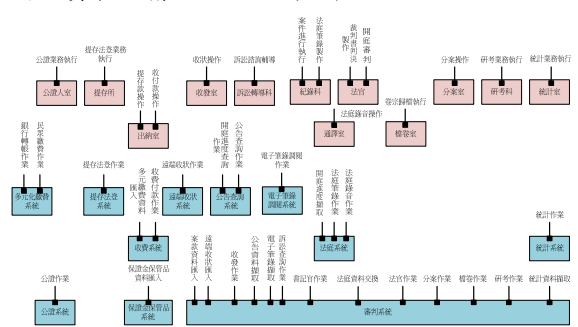 公證業務執行
提存法登業務
執行
提存款操作
收付款操作
收狀操作
訴訟諮詢輔導
案件進行執行
法庭筆錄製作
裁判書判決
製作
開庭審判
分案操作
研考業務執行
統計業務執行
公證人室
提存所
收發室
訴訟輔導科
紀錄科
法官
分案室
研考科
統計室
法庭錄音操作
卷宗歸檔執行
出納室
通譯室
檔卷室
銀行轉帳作業
民眾繳費作業
提存法登作業
多元繳費資料
匯入
收費付款作業
遠端收狀作業
開庭進度查詢
公告查詢作業
電子筆錄調閱
作業
開庭進度擷取
法庭筆錄作業
法庭錄音作業
多元化繳費
系統
提存法登
系統
遠端收狀
系統
公告查詢
系統
電子筆錄
調閱系統
統計作業
收費系統
法庭系統
統計系統
公證作業
保證金保管品
資料匯入
案款資料匯入
遠端收狀匯入
收發作業
公告資料擷取
電子筆錄擷取
訴訟查詢作業
書記官作業
法庭資料交換
法官作業
分案作業
檔卷作業
研考作業
統計資料擷取
公證系統
保證金保管品
系統
審判系統